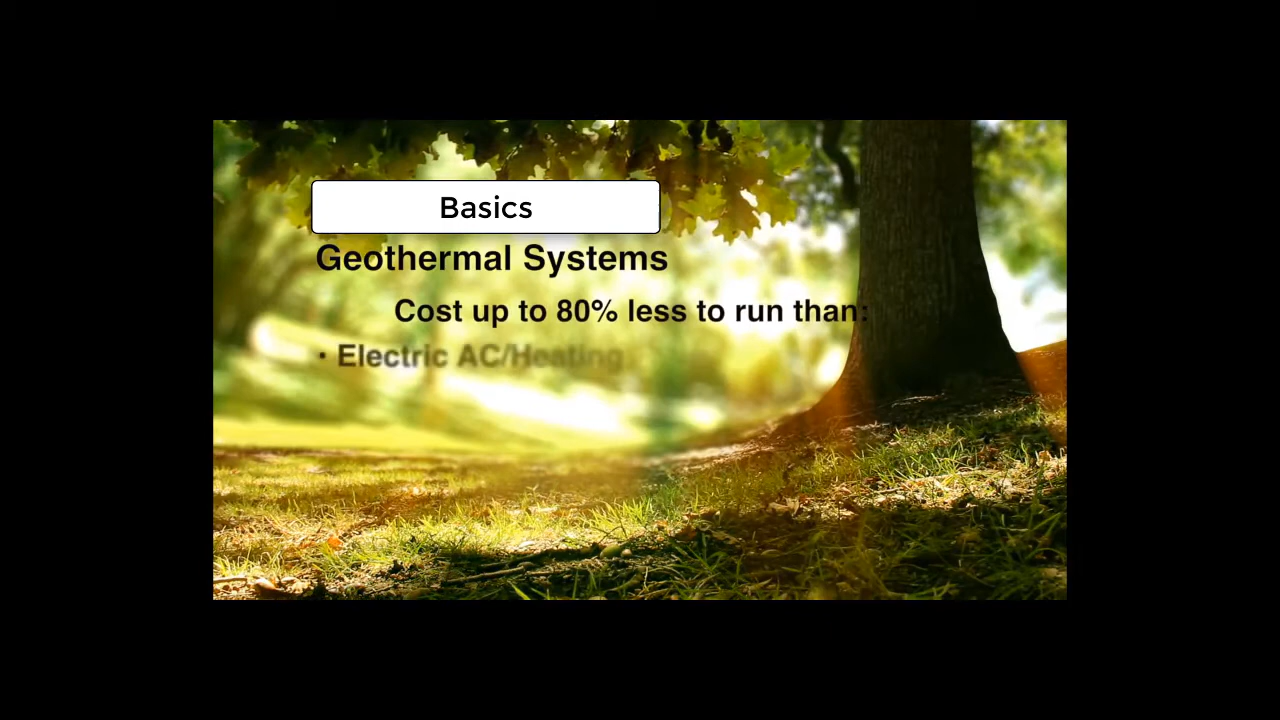 Basics
Geothermal Systems
Cost up to 80% less to run than:
• Electric AC/Heating